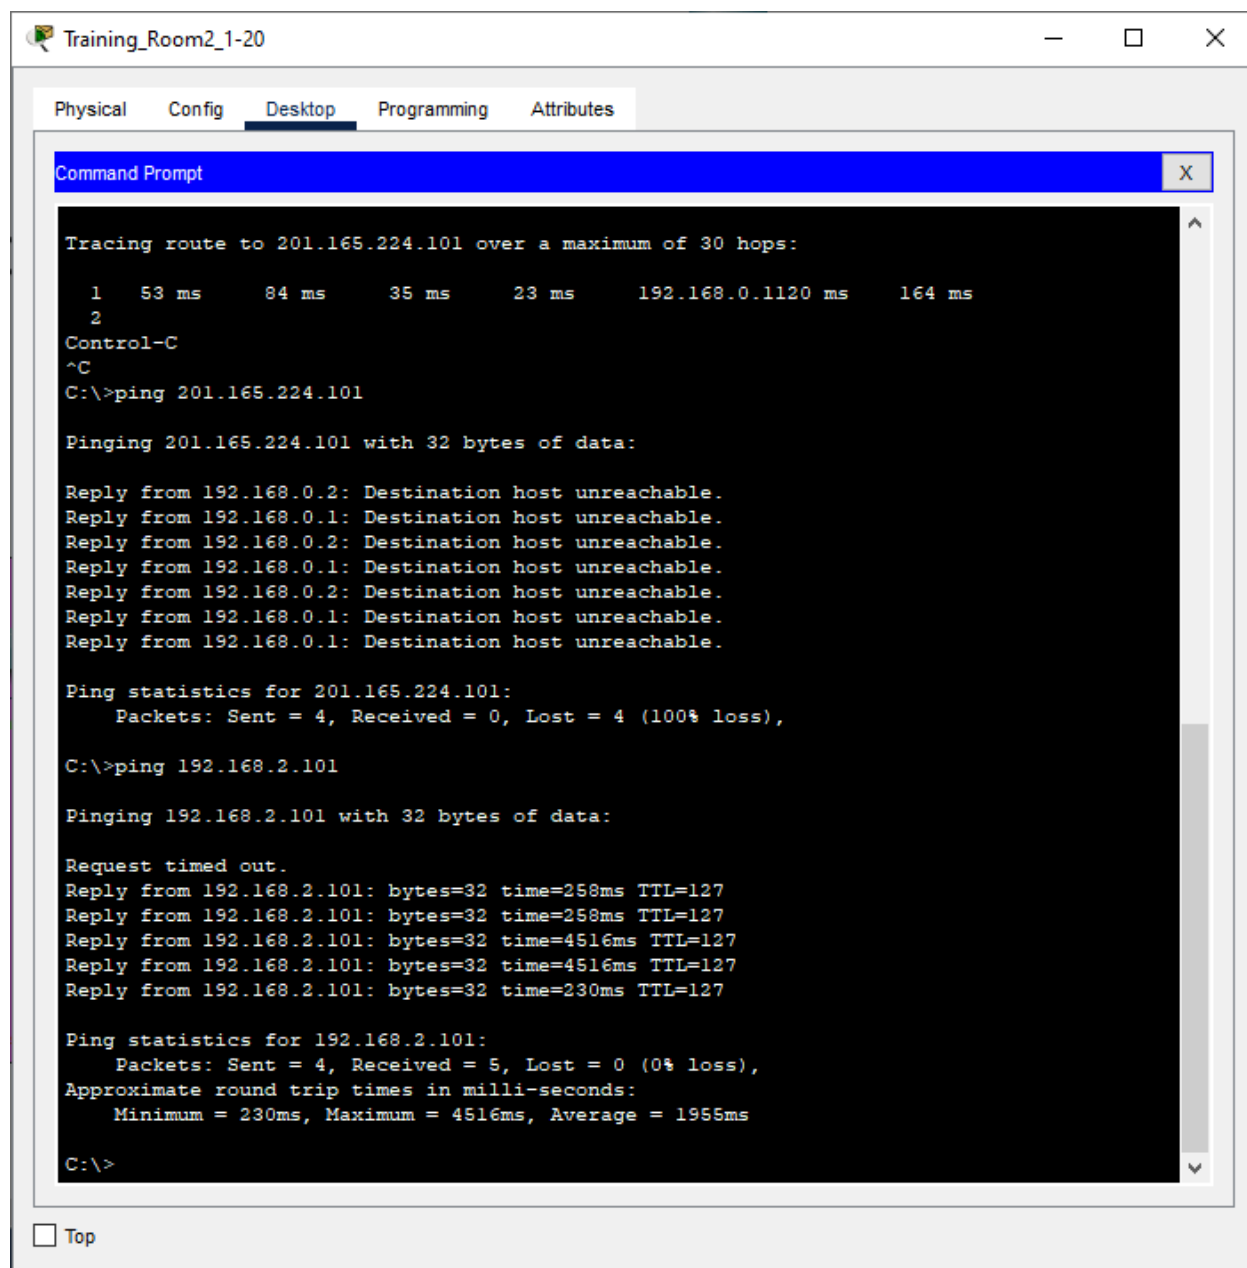 Training_Room2_1-20
Physical Config Desktop Programming Attributes
Command Prompt X
Tracing route to 201.165.224.101 over a maximum of 30 hops:
1 53 ms 84 ms 35 ms 23 ms 192.168.0.1120 ms 164 ms
2
Control-C
^C
C:\>ping 201.165.224.101
Pinging 201.165.224.101 with 32 bytes of data:
Reply from 192.168.0.2: Destination host unreachable.
Reply from 192.168.0.1: Destination host unreachable.
Reply from 192.168.0.2: Destination host unreachable.
Reply from 192.168.0.1: Destination host unreachable.
Reply from 192.168.0.2: Destination host unreachable.
Reply from 192.168.0.1: Destination host unreachable.
Reply from 192.168.0.1: Destination host unreachable.
Ping statistics for 201.165.224.101:
Packets: Sent = 4, Received = 0, Lost = 4 (100% loss),
C:\>ping 192.168.2.101
Pinging 192.168.2.101 with 32 bytes of data:
Request timed out.
Reply from 192.168.2.101: bytes=32 time=258ms TTL=127
Reply from 192.168.2.101: bytes=32 time=258ms TTL=127
Reply from 192.168.2.101: bytes=32 time=4516ms TTL=127
Reply from 192.168.2.101: bytes=32 time=4516ms TTL=127
Reply from 192.168.2.101: bytes=32 time=230ms TTL=127
Ping statistics for 192.168.2.101:
Packets: Sent = 4, Received = 5, Lost = 0 (0% loss),
Approximate round trip times in milli-seconds:
Minimum = 230ms, Maximum = 4516ms, Average = 1955ms
C:\>
Top